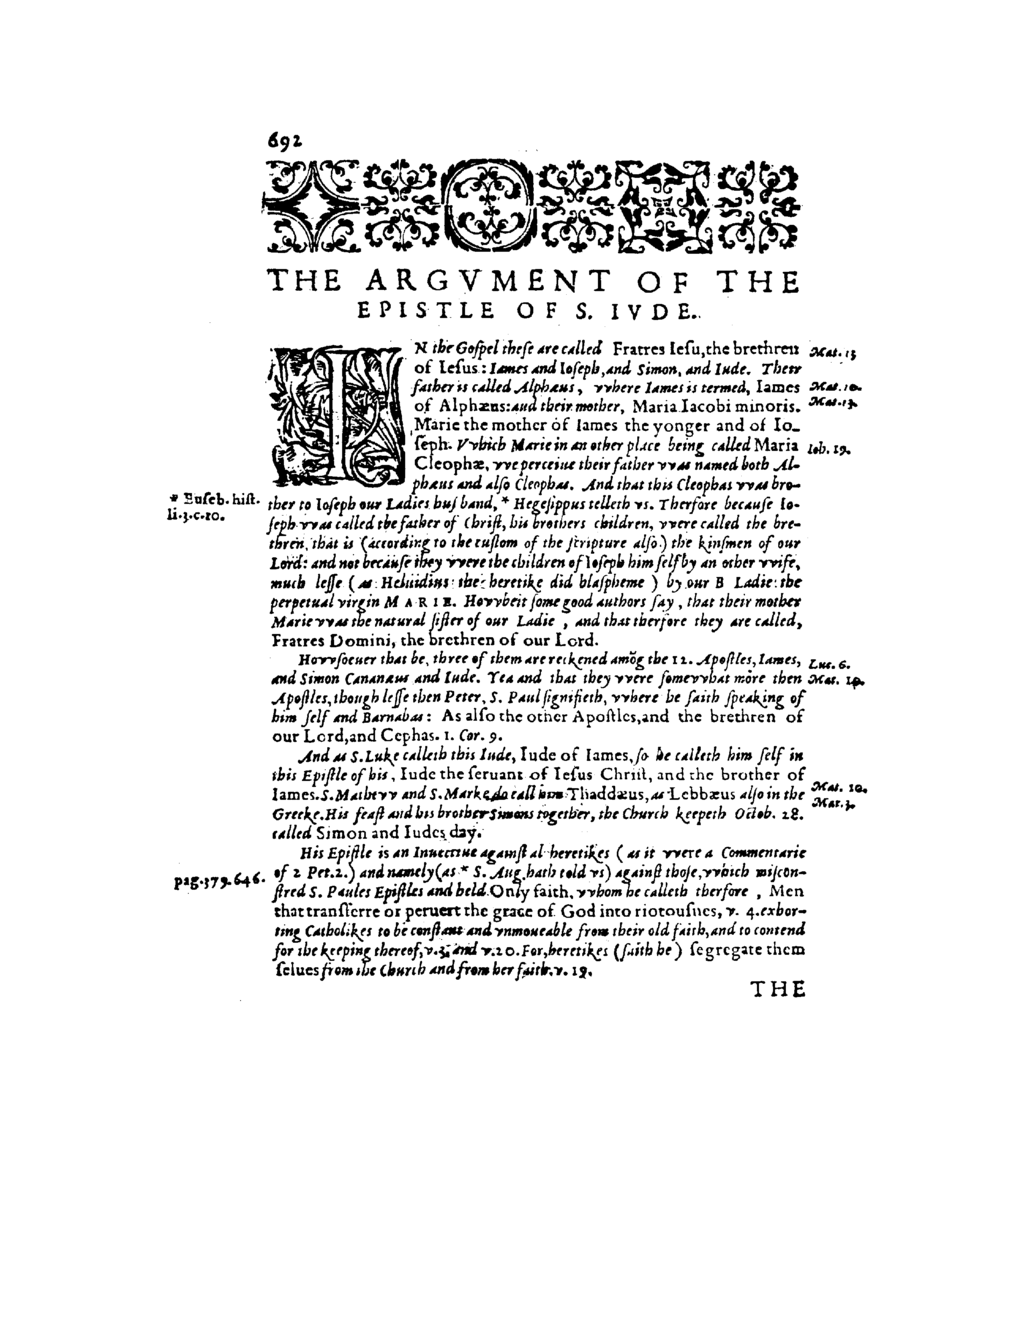 692
THE ARGVMENT OF THE
EPISTLE OF S. IVDE.
IN the Gospel these are called Fratres Iesu, the brethren
Mat. 13
of Iesus: Iames and Ioseph, and Simon, and Iude. Their
father is called Alphæus, vvhere Iames is termed, Iames
Mat. 10.
of Alphæus: and their mother, Maria Iacobi minoris.
Mat. 13.
Marie the mother of Iames the yonger and of Io-
seph. VVhich Marie in an other place being called Maria
Iob. 19.
Cleophæ, vve perceiue their father vvas named both Al-
phæus and also Cleophas. And that this Cleophas vvas bro-
* Euseb. hist.
li.3.c.10.
ther to Ioseph our Ladies husband, * Hegesippus telleth vs. Therfore because Io-
seph vvas called the father of Christ, his brothers children, vvere called the bre-
thren, that is (according to the custom of the scripture also) the kinsmen of our
Lord: and not because they vvere the children of Ioseph him self by an other vvife,
much lesse (as Heluidius the heretike did blaspheme) by our B Ladie the
perpetual virgin MARIE. Hovvbeit some good authors say, that their mother
Marie vvas the natural sister of our Ladie, and that therfore they are called,
Fratres Domini, the brethren of our Lord.
Hovvsoeuer that be, three of them are reckened amōg the 12. Apostles, Iames,
Luc. 6.
and Simon Cananæus and Iude. Yea and that they vvere somevvhat more then
Mat. 10.
Apostles, though lesse then Peter, S. Paul signifieth, vvhere he saith speaking of
him self and Barnabas: As also the other Apostles, and the brethren of
our Lord, and Cephas. 1. Cor. 9.
And as S. Luke calleth this Iude, Iude of Iames, so he calleth him self in
this Epistle of his, Iude the seruant of Iesus Christ, and the brother of
Iames. S. Matthevv and S. Marke do call him Thaddæus, as Lebbæus also in the
Mat. 10.
Mar. 3.
Greeke. His feast and his brother Simons together, the Church keepeth Octob. 28.
called Simon and Iudes day.
His Epistle is an Inuectiue against al heretikes (as it vvere a Commentarie
of 2 Pet. 2.) and namely (as * S. Aug. hath told vs) against those, vvhich miscon-
pag. 379. 646.
stred S. Paules Epistles and held Only faith, vvhom he calleth therfore, Men
that transferre or peruert the grace of God into riotousnes, v. 4. exhor-
ting Catholikes to be constant and vnmoueable from their old faith, and to contend
for the keeping thereof, v. 3. and v. 20. For, heretikes (saith he) segregate them
selues from the Church and from her faith. v. 19.
THE